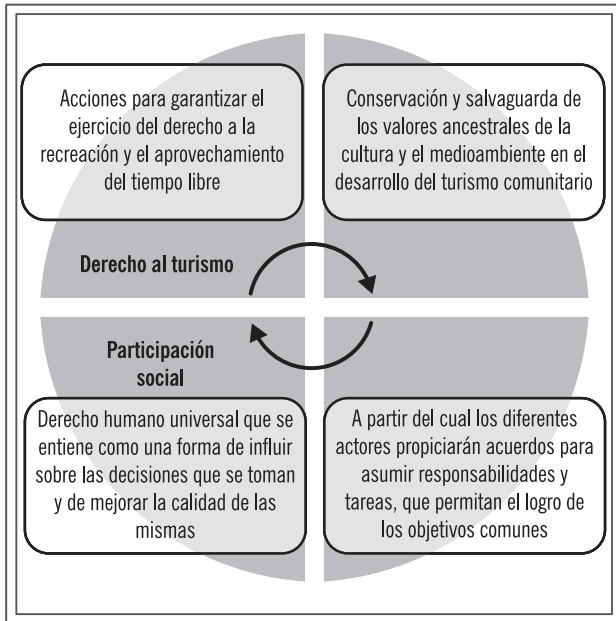 Acciones para garantizar el
ejercicio del derecho a la
recreación y el aprovechamiento
del tiempo libre
Conservación y salvaguarda de
los valores ancestrales de la
cultura y el medioambiente en el
desarrollo del turismo comunitario
Derecho al turismo
Participación
social
Derecho humano universal que se
entiende como una forma de influir
sobre las decisiones que se toman
y de mejorar la calidad de las
mismas
A partir del cual los diferentes
actores propiciarán acuerdos para
asumir responsabilidades y
tareas, que permitan el logro de
los objetivos comunes